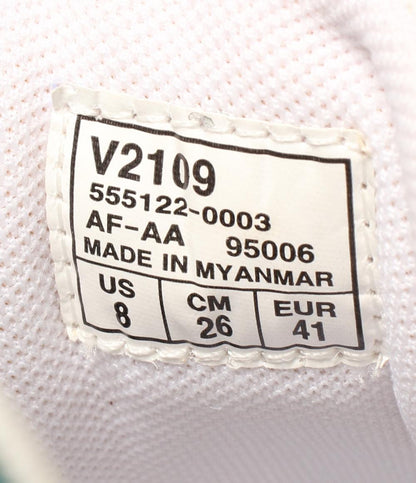 V2109
555122-0003
AF-AA 95006
MADE IN MYANMAR
US CM EUR
8 26 41